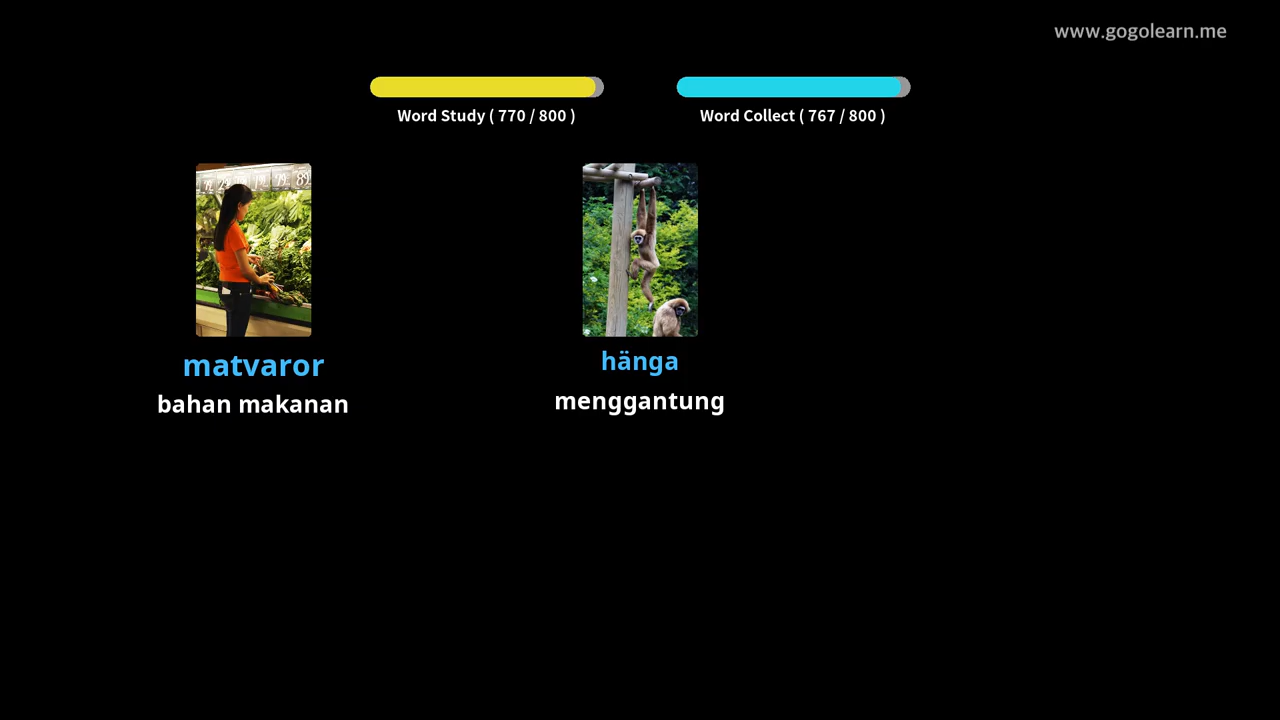 www.gogolearn.me
Word Study ( 770 / 800 )
Word Collect ( 767 / 800 )
matvaror
bahan makanan
hänga
menggantung